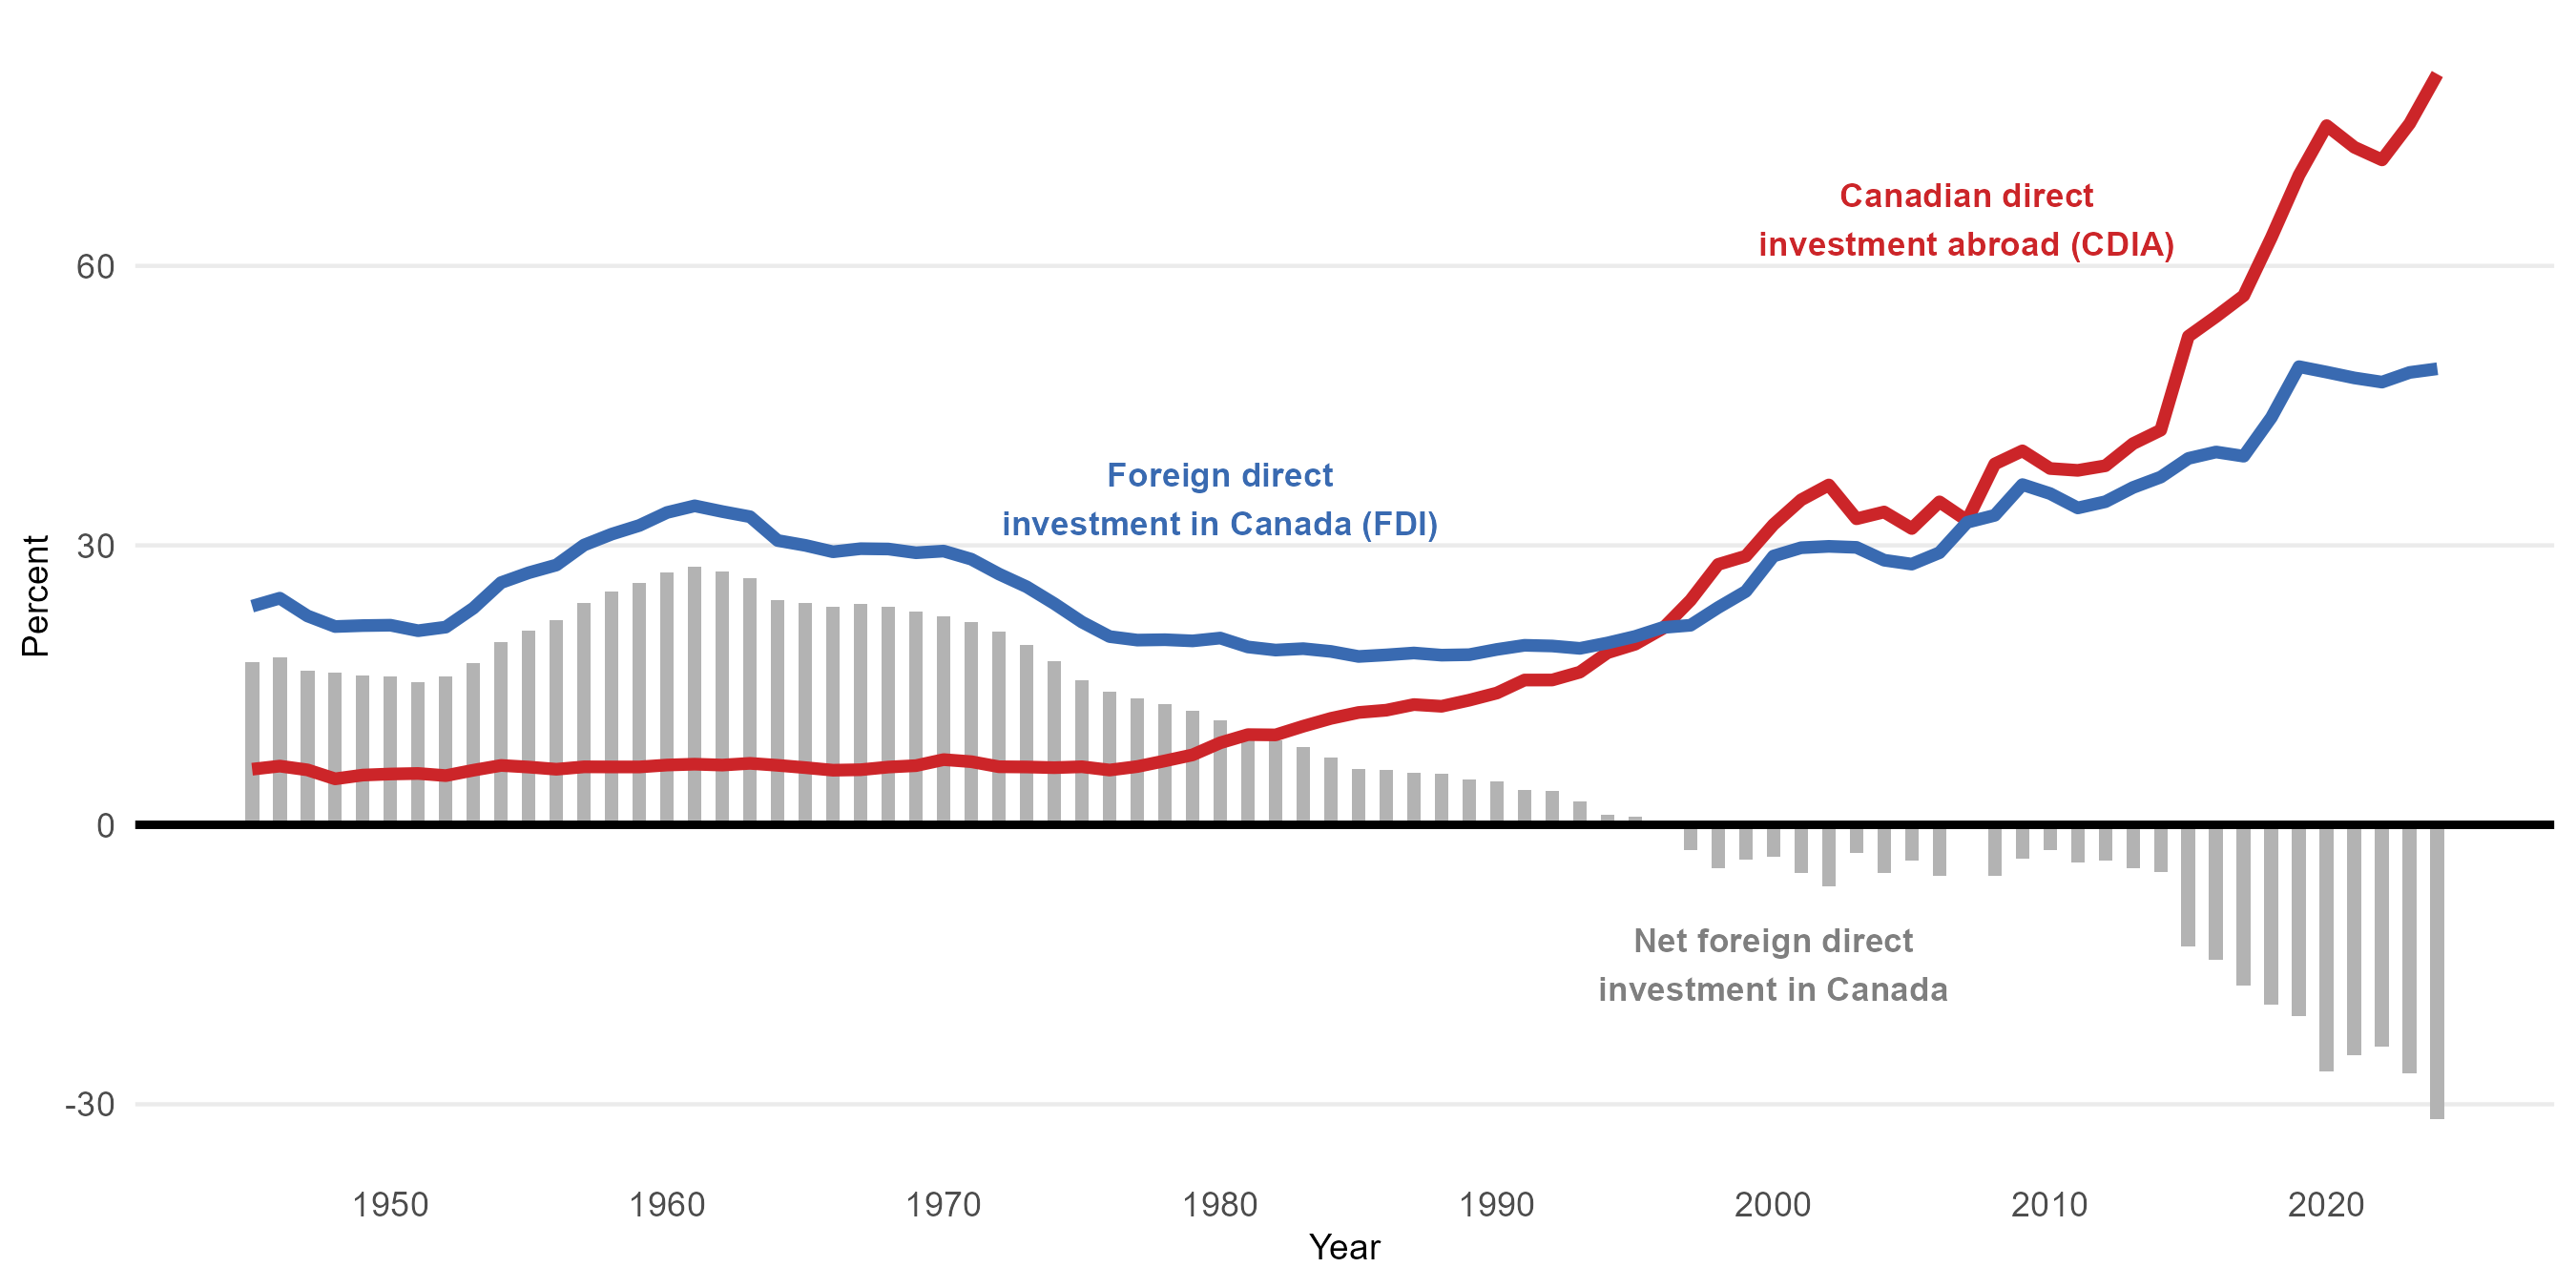 Canadian direct
investment abroad (CDIA)
60
Foreign direct
investment in Canada (FDI)
30
Percent
0
Net foreign direct
investment in Canada
-30
1950 1960 1970 1980 1990 2000 2010 2020
Year